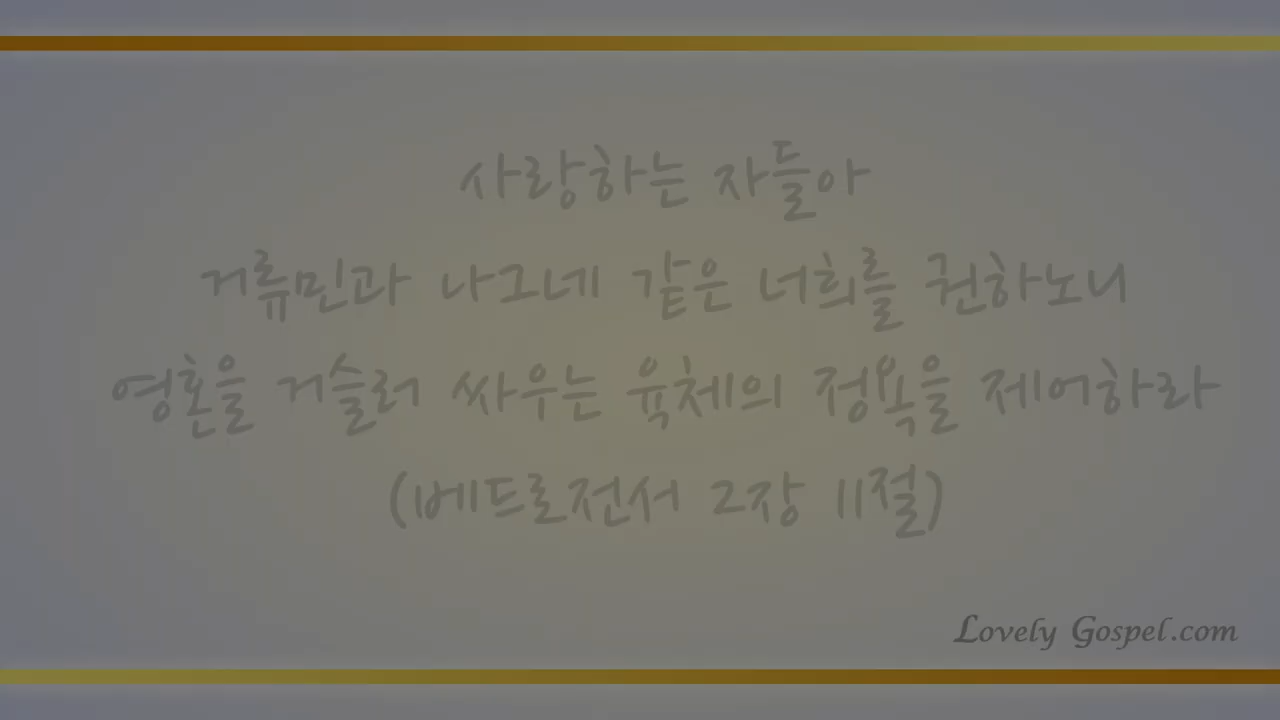 사랑하는 자들아
거류민과 나그네 같은 너희를 권하노니
영혼을 거슬러 싸우는 육체의 정욕을 제어하라
(베드로전서 2장 11절)
Lovely Gospel.com